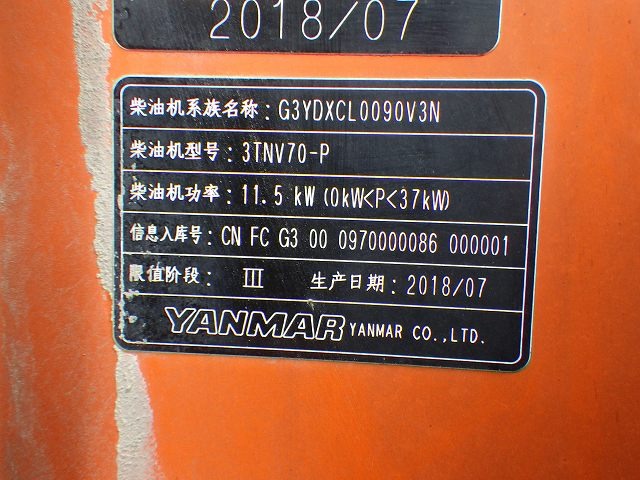 2018/07
柴油机系族名称: G3YDXCL0090V3N
柴油机型号: 3TNV70-P
柴油机功率: 11.5 kW (0kW<P<37kW)
信息入库号: CN FC G3 00 0970000086 000001
限值阶段: III 生产日期: 2018/07
YANMAR YANMAR CO.,LTD.